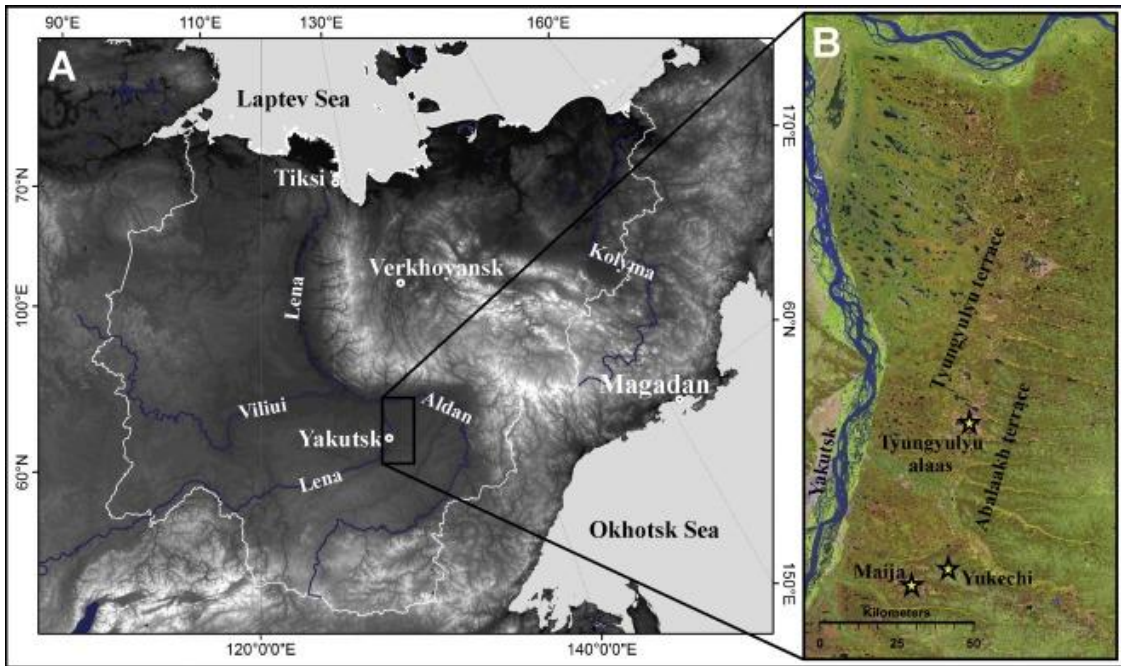 90°E
110°E
130°E
160°E
A
Laptev Sea
Tiksi
70°N
170°E
Verkhoyansk
Kolyma
Lena
100°E
60°N
Magadan
Viliui
Aldan
Yakutsk
Lena
60°N
Okhotsk Sea
150°E
120°0'0"E
140°0'0"E
B
Tyungyulyu terrace
Tyungyulyu
alaas
Abalaakh terrace
Yakutsk
Maija
Yukechi
Kilometers
0 25 50